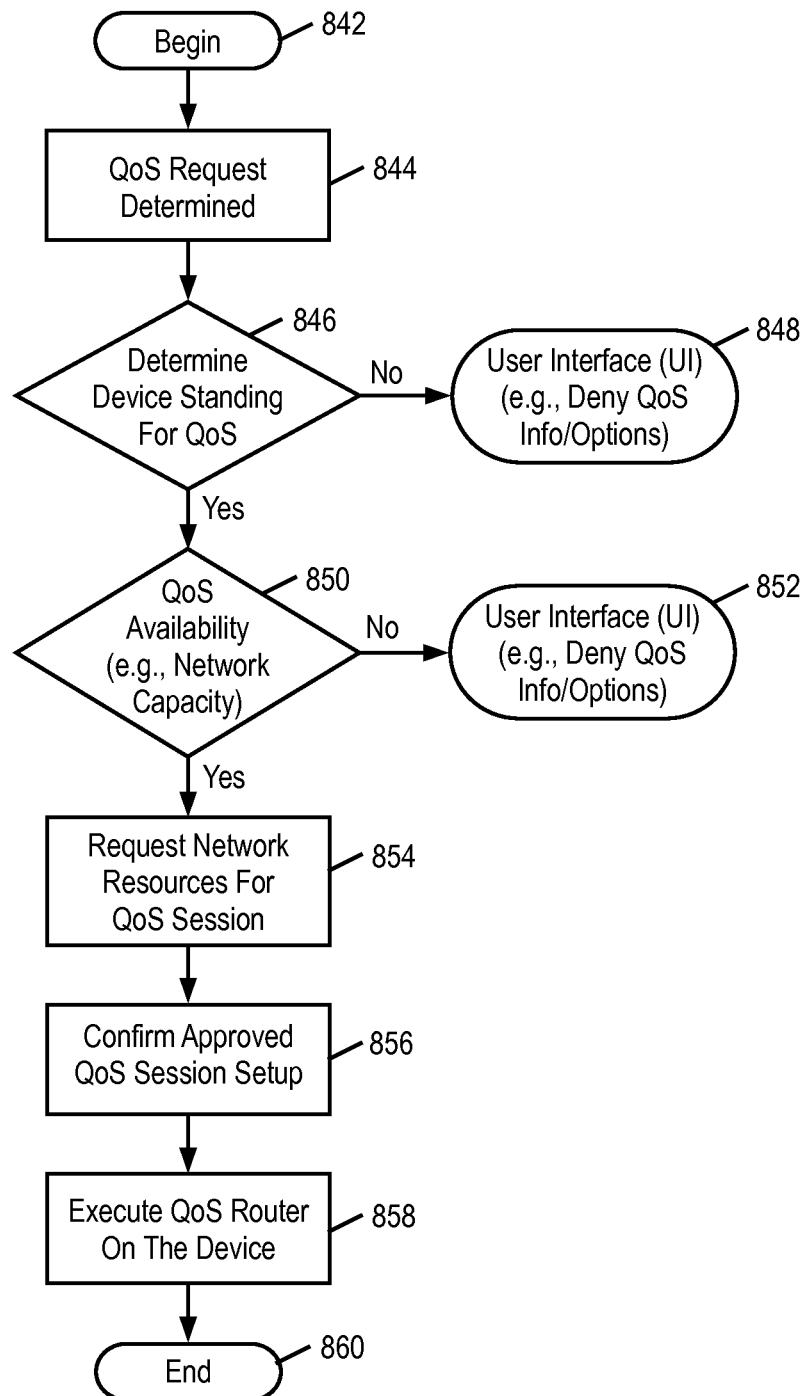 Begin
842
QoS Request
Determined
844
846
Determine
Device Standing
For QoS
No
User Interface (UI)
(e.g., Deny QoS
Info/Options)
848
Yes
850
QoS
Availability
(e.g., Network
Capacity)
No
User Interface (UI)
(e.g., Deny QoS
Info/Options)
852
Yes
Request Network
Resources For
QoS Session
854
Confirm Approved
QoS Session Setup
856
Execute QoS Router
On The Device
858
End
860